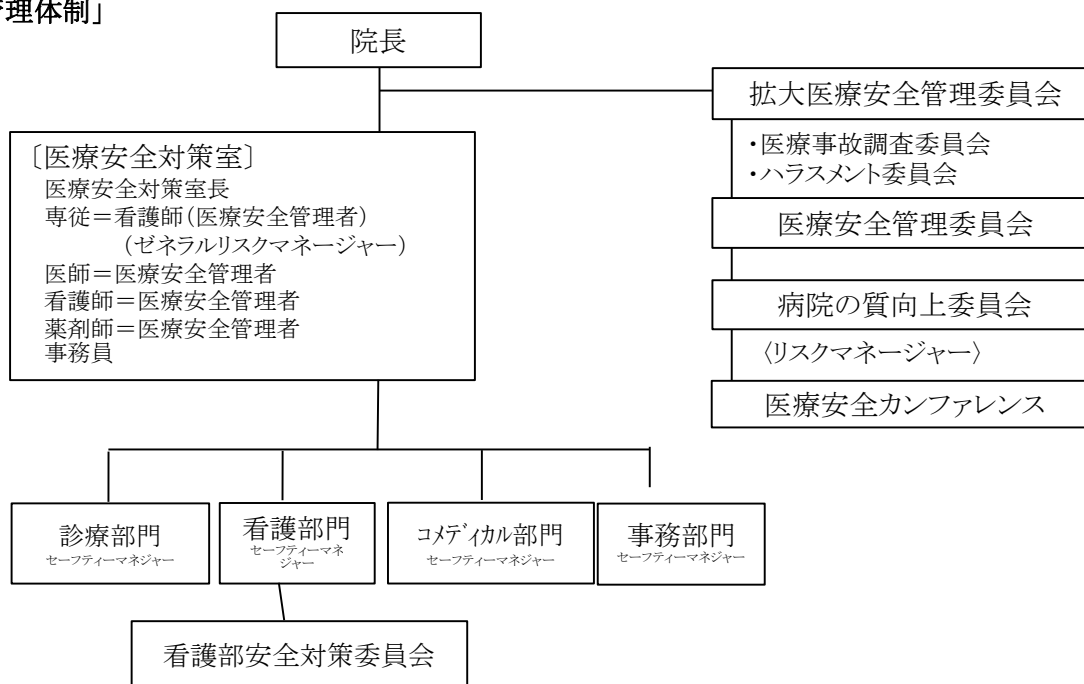 管理体制」
院長
拡大医療安全管理委員会
・医療事故調査委員会
・ハラスメント委員会
医療安全管理委員会
病院の質向上委員会
〈リスクマネージャー〉
医療安全カンファレンス
〔医療安全対策室〕
医療安全対策室長
専従＝看護師（医療安全管理者）
（ゼネラルリスクマネージャー）
医師＝医療安全管理者
看護師＝医療安全管理者
薬剤師＝医療安全管理者
事務員
診療部門
セーフティーマネジャー
看護部門
セーフティーマネ
ジャー
コメディカル部門
セーフティーマネジャー
事務部門
セーフティーマネジャー
看護部安全対策委員会